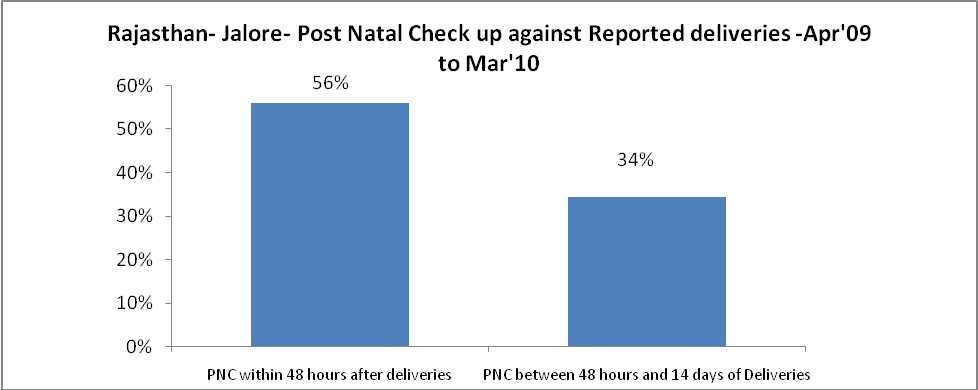 Rajasthan- Jalore- Post Natal Check up against Reported deliveries -Apr'09
to Mar'10
60%
50%
40%
30%
20%
10%
0%
56%
34%
PNC within 48 hours after deliveries
PNC between 48 hours and 14 days of Deliveries